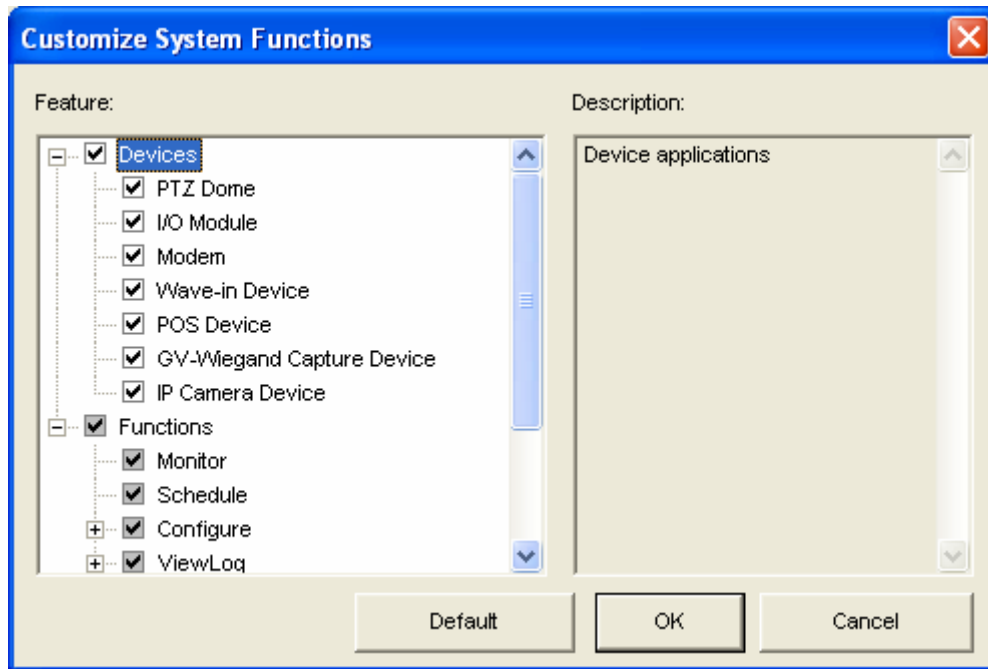 Customize System Functions
Feature:
Description:
Devices
Device applications
PTZ Dome
I/O Module
Modem
Wave-in Device
POS Device
GV-Wiegand Capture Device
IP Camera Device
Functions
Monitor
Schedule
Configure
ViewLog
Default
OK
Cancel